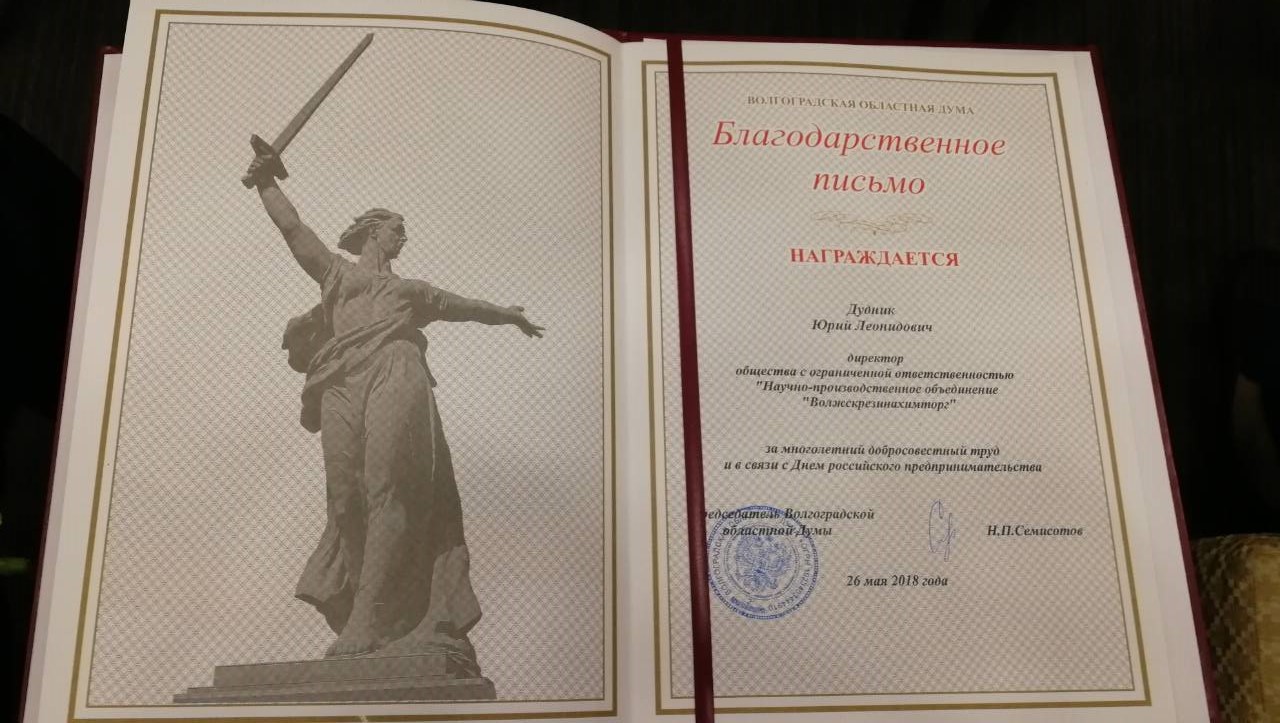 ВОЛГОГРАДСКАЯ ОБЛАСТНАЯ ДУМА
Благодарственное
письмо
НАГРАЖДАЕТСЯ
Дудник
Юрий Леонидович
директор
общества с ограниченной ответственностью
"Научно-производственное объединение
"Волжскрезинахимторг"
за многолетний добросовестный труд
и в связи с Днем российского предпринимательства
редседатель Волгоградской
областной Думы
Н.П.Семисотов
26 мая 2018 года